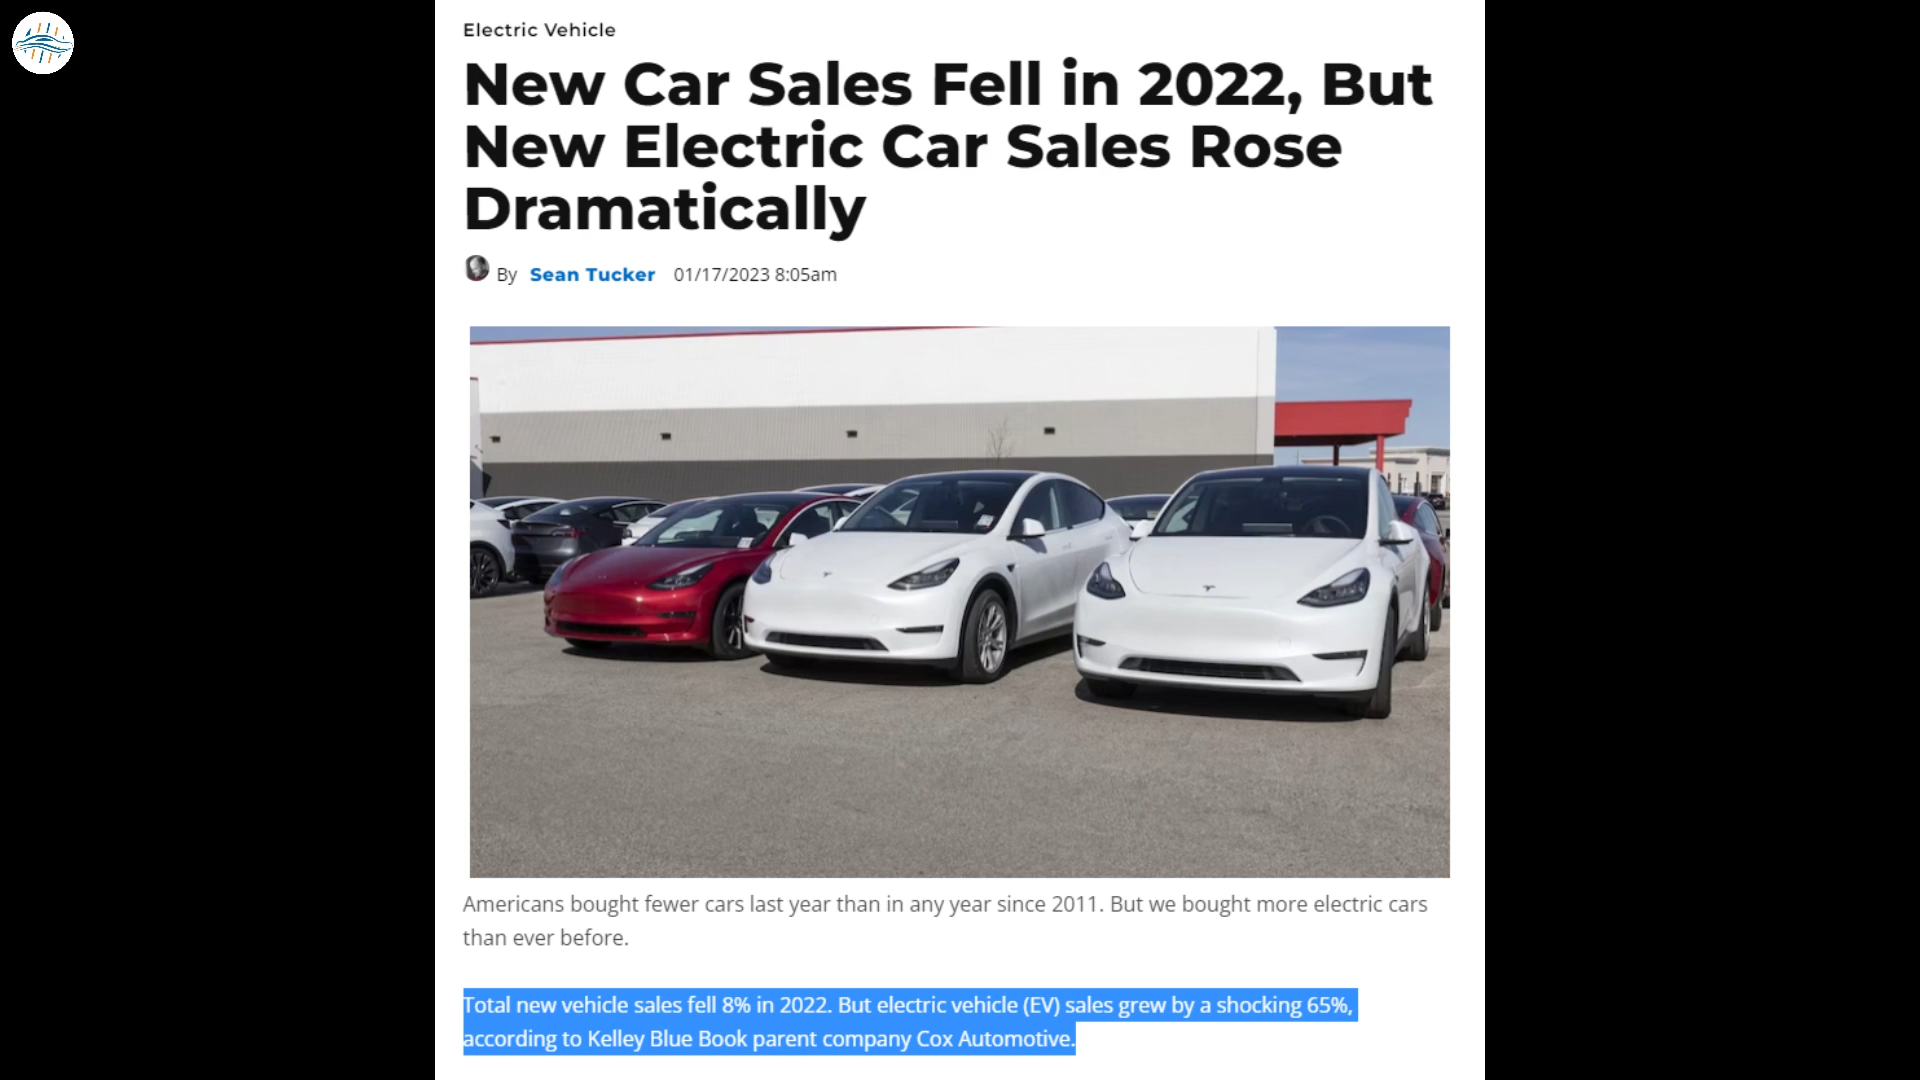 Electric Vehicle
New Car Sales Fell in 2022, But
New Electric Car Sales Rose
Dramatically
By Sean Tucker 01/17/2023 8:05am
Americans bought fewer cars last year than in any year since 2011. But we bought more electric cars
than ever before.
Total new vehicle sales fell 8% in 2022. But electric vehicle (EV) sales grew by a shocking 65%,
according to Kelley Blue Book parent company Cox Automotive.